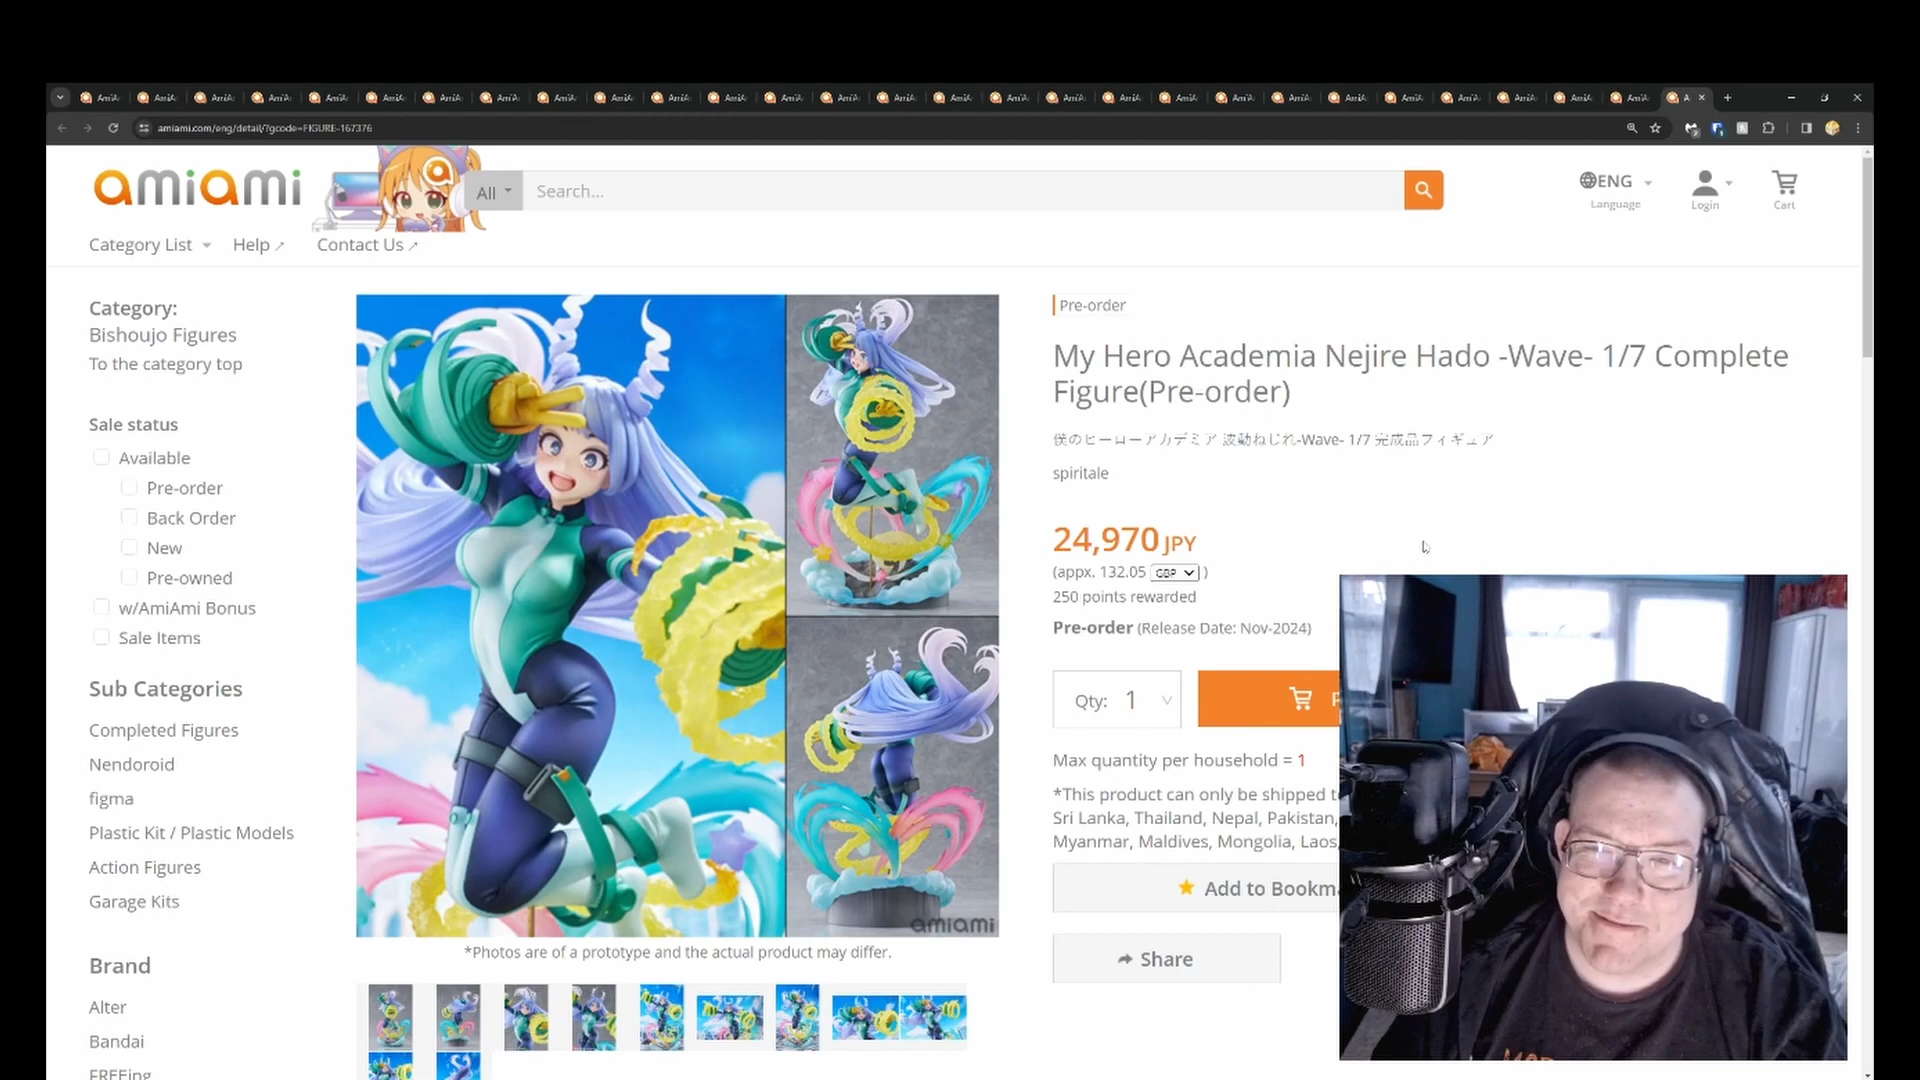 AmiA
amiami.com/eng/detail/?gcode=FIGURE-167376
amiami
All
Search...
ENG
Language
Login
Cart
Category List
Help
Contact Us
Category:
Bishoujo Figures
To the category top
Sale status
Available
Pre-order
Back Order
New
Pre-owned
w/AmiAmi Bonus
Sale Items
Sub Categories
Completed Figures
Nendoroid
figma
Plastic Kit / Plastic Models
Action Figures
Garage Kits
Brand
Alter
Bandai
FREEing
amiami
*Photos are of a prototype and the actual product may differ.
Pre-order
My Hero Academia Nejire Hado -Wave- 1/7 Complete
Figure(Pre-order)
僕のヒーローアカデミア 波動ねじれ-Wave- 1/7 完成品フィギュア
spiritale
24,970 JPY
(appx. 132.05 GBP )
250 points rewarded
Pre-order (Release Date: Nov-2024)
Qty: 1
Max quantity per household = 1
*This product can only be shipped t
Sri Lanka, Thailand, Nepal, Pakistan,
Myanmar, Maldives, Mongolia, Laos,
Add to Bookma
Share